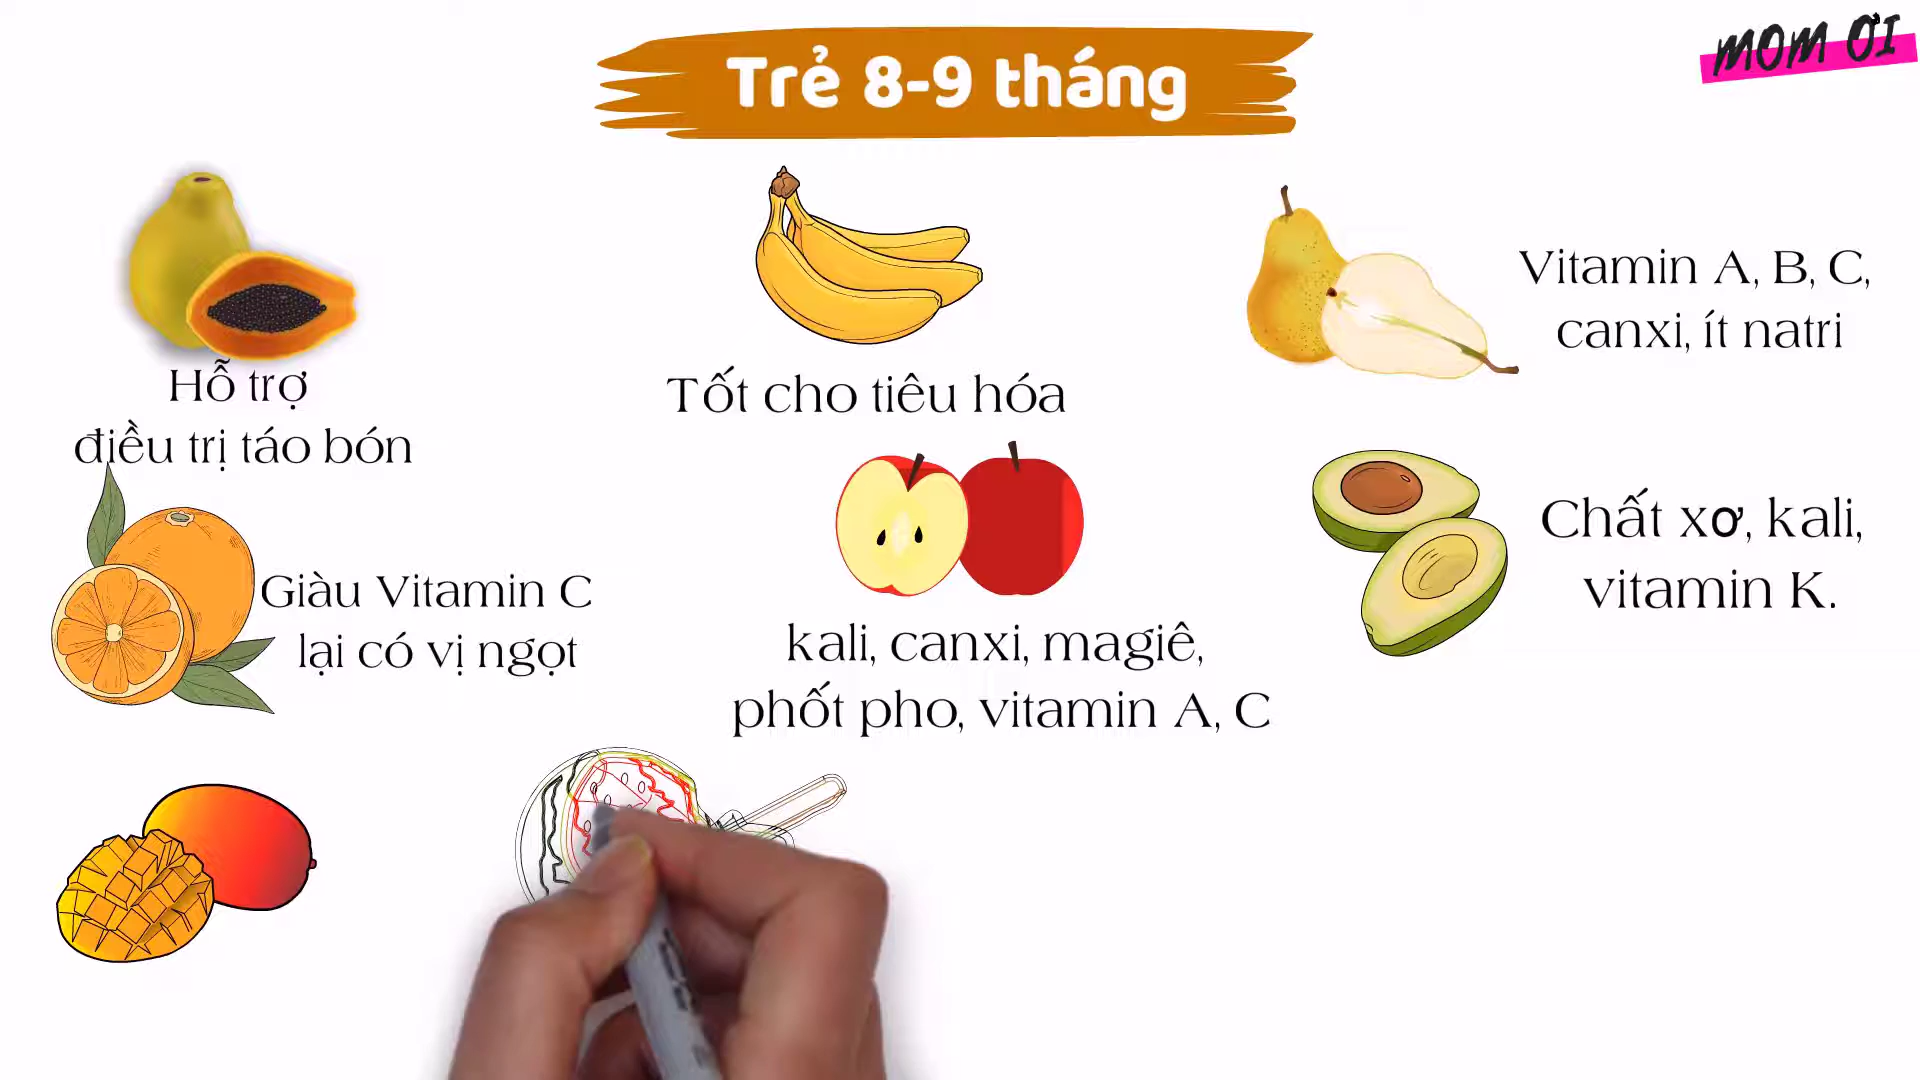 Trẻ 8-9 tháng
MOM ƠI
Hỗ trợ
điều trị táo bón
Tốt cho tiêu hóa
Vitamin A, B, C,
canxi, ít natri
Giàu Vitamin C
lại có vị ngọt
kali, canxi, magiê,
phốt pho, vitamin A, C
Chất xơ, kali,
vitamin K.